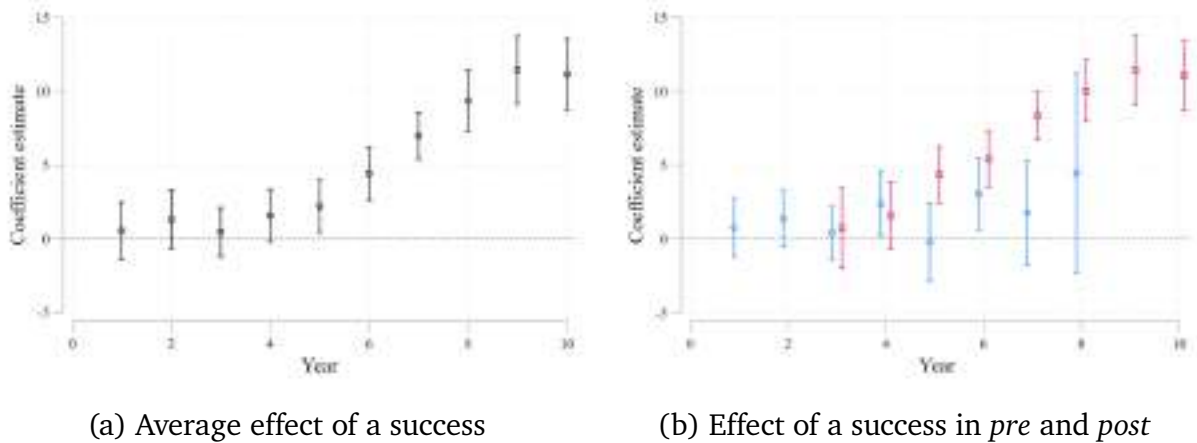 15
10
5
0
-5
Coefficient estimate
0 2 4 6 8 10
Year
15
10
5
0
-5
Coefficient estimate
0 2 4 6 8 10
Year
(a) Average effect of a success
(b) Effect of a success in pre and post